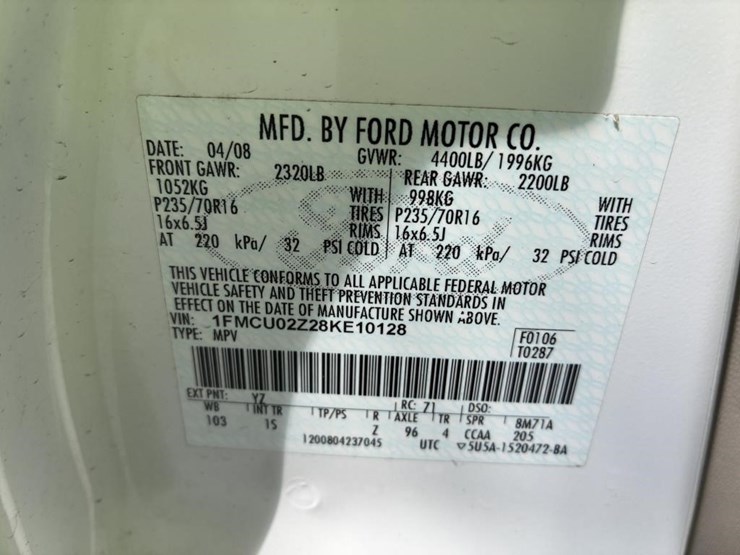 MFD. BY FORD MOTOR CO.
DATE: 04/08 GVWR: 4400LB/ 1996KG
FRONT GAWR: 2320LB REAR GAWR: 2200LB
1052KG WITH 998KG WITH
P235/70R16 TIRES P235/70R16 TIRES
16x6.5J RIMS 16x6.5J RIMS
AT 220 kPa/ 32 PSI COLD AT 220 kPa/ 32 PSI COLD
Ford
THIS VEHICLE CONFORMS TO ALL APPLICABLE FEDERAL MOTOR
VEHICLE SAFETY AND THEFT PREVENTION STANDARDS IN
EFFECT ON THE DATE OF MANUFACTURE SHOWN ABOVE.
VIN: 1FMCU02Z28KE10128
TYPE: MPV
F0106
T0287
EXT PNT: YZ RC: 71 DSO:
WB INT TR TP/PS R AXLE TR SPR 8M71A
103 1S Z 96 4 CCAA 205
1200804237045 UTC ▽5U5A-1520472-BA